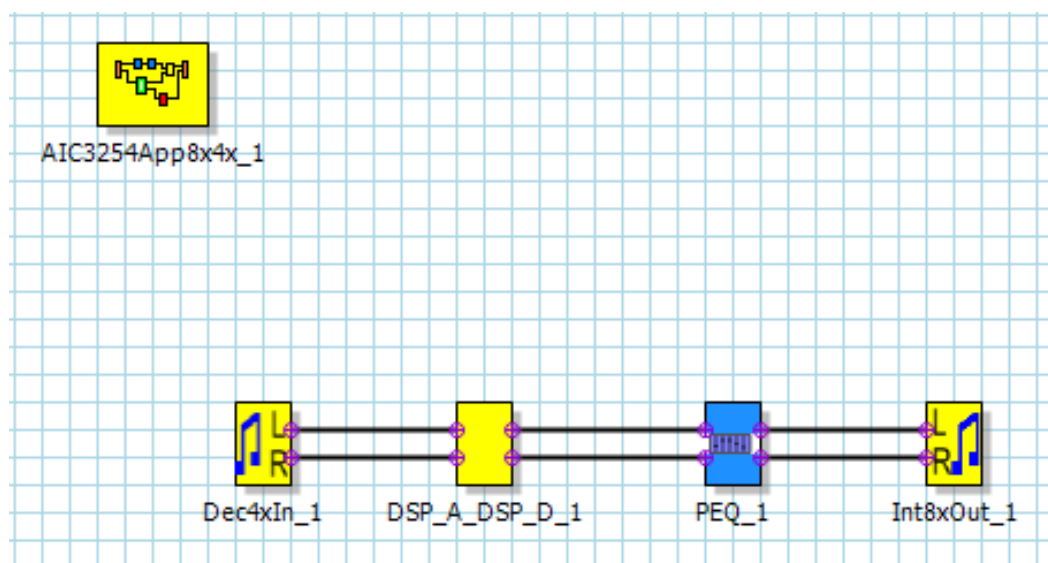 AIC3254App8x4x_1
L
R
L
R
Dec4xIn_1
DSP_A_DSP_D_1
PEQ_1
Int8xOut_1